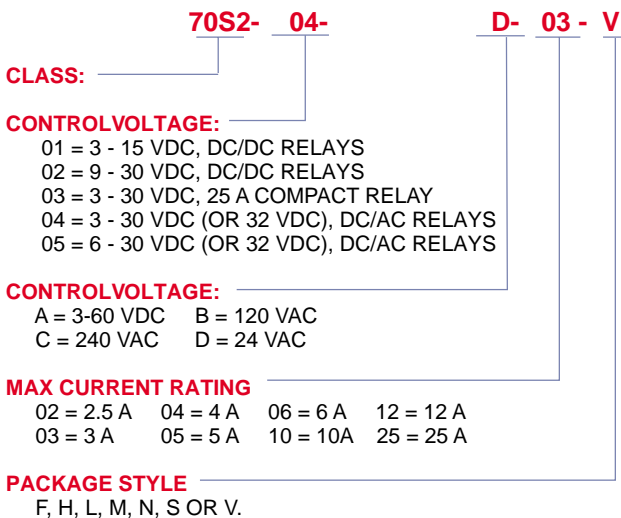 70S2- 04- D- 03 - V
CLASS:
CONTROLVOLTAGE:
01 = 3 - 15 VDC, DC/DC RELAYS
02 = 9 - 30 VDC, DC/DC RELAYS
03 = 3 - 30 VDC, 25 A COMPACT RELAY
04 = 3 - 30 VDC (OR 32 VDC), DC/AC RELAYS
05 = 6 - 30 VDC (OR 32 VDC), DC/AC RELAYS
CONTROLVOLTAGE:
A = 3-60 VDC B = 120 VAC
C = 240 VAC D = 24 VAC
MAX CURRENT RATING
02 = 2.5 A 04 = 4 A 06 = 6 A 12 = 12 A
03 = 3 A 05 = 5 A 10 = 10A 25 = 25 A
PACKAGE STYLE
F, H, L, M, N, S OR V.